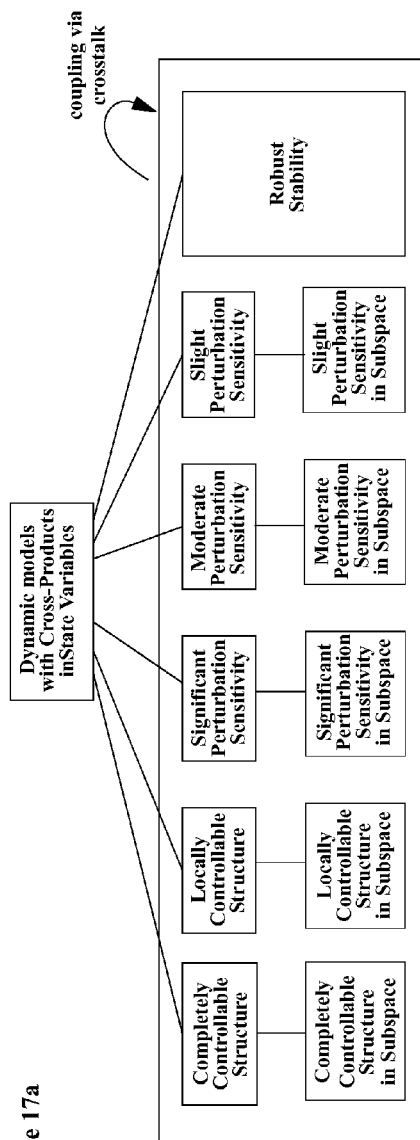 e 17a
Dynamic models
with Cross-Products
inState Variables
coupling via
crosstalk
Completely
Controllable
Structure
Locally
Controllable
Structure
Significant
Perturbation
Sensitivity
Moderate
Perturbation
Sensitivity
Slight
Perturbation
Sensitivity
Robust
Stability
Completely
Controllable
Structure
in Subspace
Locally
Controllable
Structure
in Subspace
Significant
Perturbation
Sensitivity
in Subspace
Moderate
Perturbation
Sensitivity
in Subspace
Slight
Perturbation
Sensitivity
in Subspace